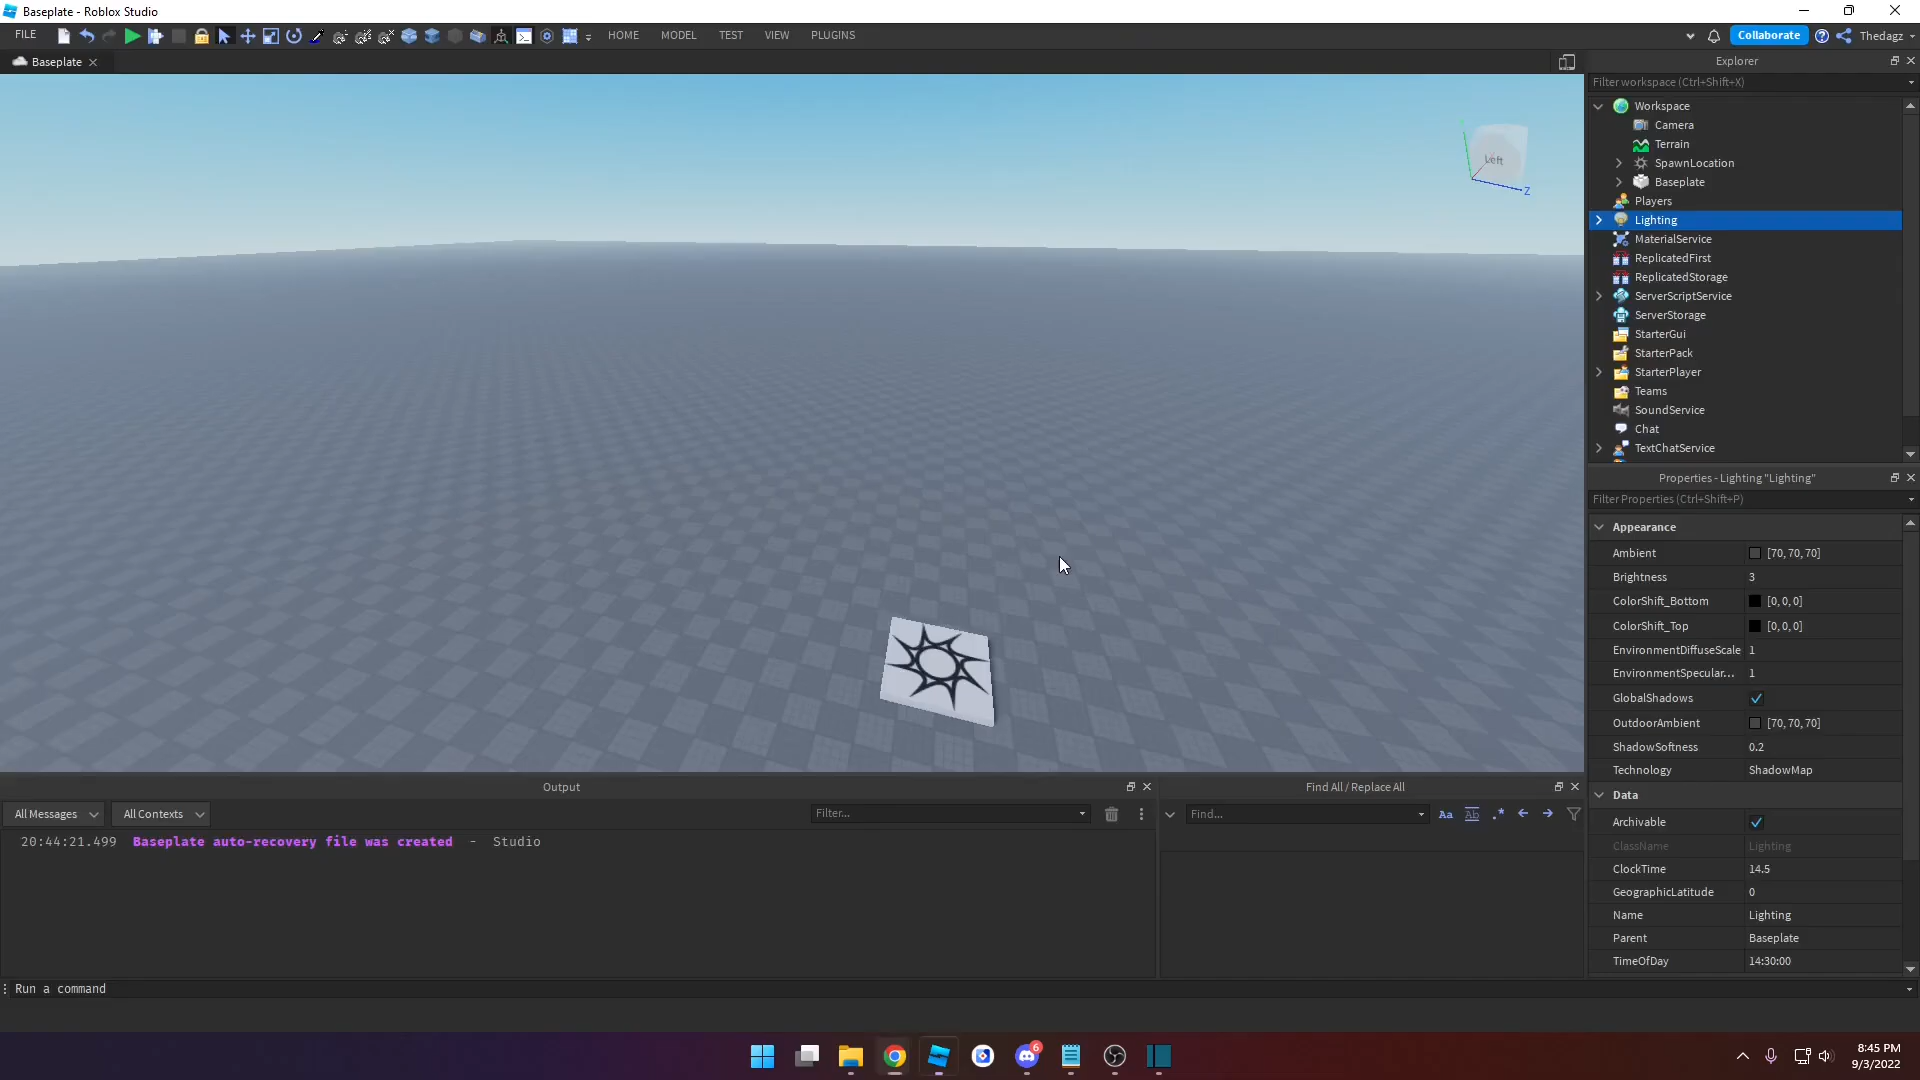 Baseplate - Roblox Studio
FILE
HOME
MODEL
TEST
VIEW
PLUGINS
Collaborate
Thedagz
Baseplate
Left
Z
Explorer
Filter workspace (Ctrl+Shift+X)
Workspace
Camera
Terrain
SpawnLocation
Baseplate
Players
Lighting
MaterialService
ReplicatedFirst
ReplicatedStorage
ServerScriptService
ServerStorage
StarterGui
StarterPack
StarterPlayer
Teams
SoundService
Chat
TextChatService
Properties - Lighting "Lighting"
Filter Properties (Ctrl+Shift+P)
Appearance
Ambient [70, 70, 70]
Brightness 3
ColorShift_Bottom [0, 0, 0]
ColorShift_Top [0, 0, 0]
EnvironmentDiffuseScale 1
EnvironmentSpecular... 1
GlobalShadows
OutdoorAmbient [70, 70, 70]
ShadowSoftness 0.2
Technology ShadowMap
Data
Archivable
ClassName Lighting
ClockTime 14.5
GeographicLatitude 0
Name Lighting
Parent Baseplate
TimeOfDay 14:30:00
Output
All Messages
All Contexts
Filter...
20:44:21.499 Baseplate auto-recovery file was created - Studio
Find All / Replace All
Find...
Aa
Ab
.*
Run a command
6
8:45 PM
9/3/2022